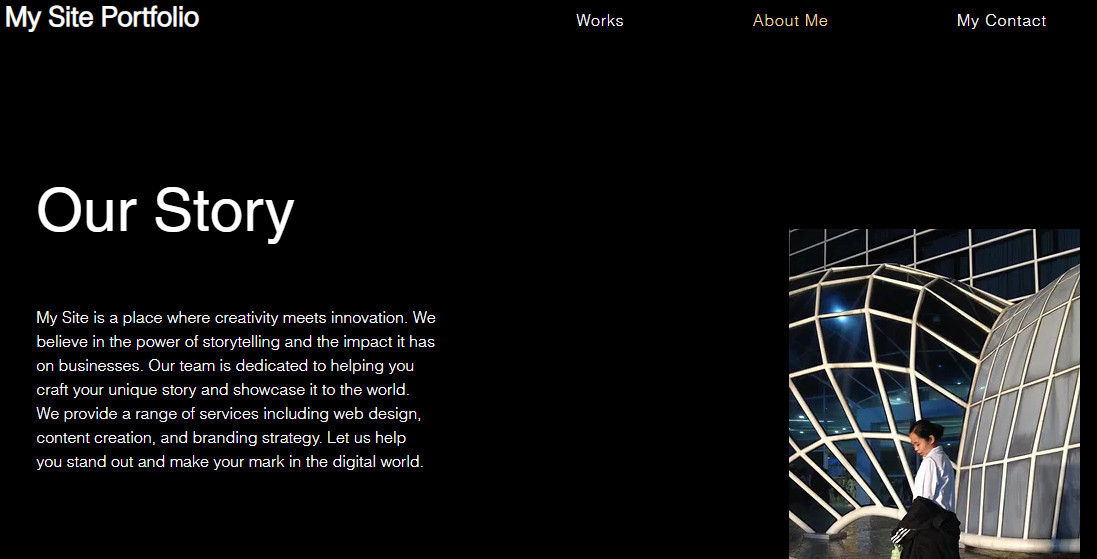 My Site Portfolio
Works
About Me
My Contact
Our Story
My Site is a place where creativity meets innovation. We
believe in the power of storytelling and the impact it has
on businesses. Our team is dedicated to helping you
craft your unique story and showcase it to the world.
We provide a range of services including web design,
content creation, and branding strategy. Let us help
you stand out and make your mark in the digital world.